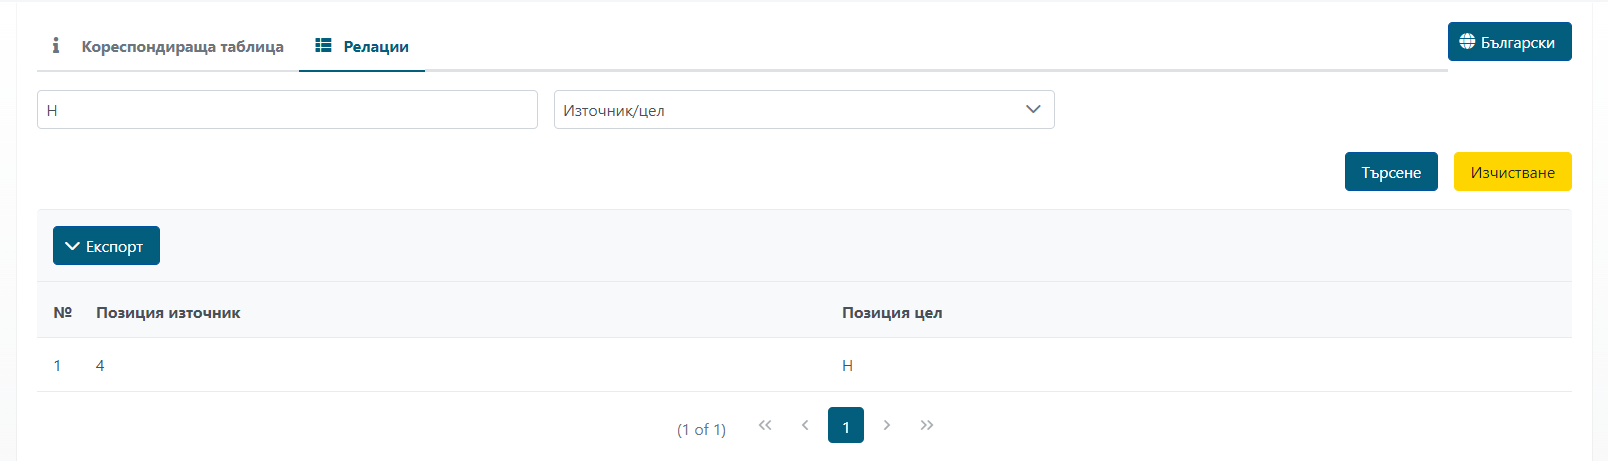 Кореспондираща таблица
Релации
Български
Н
Източник/цел
Търсене
Изчистване
Експорт
№ Позиция източник Позиция цел
1 4 Н
(1 of 1) 1